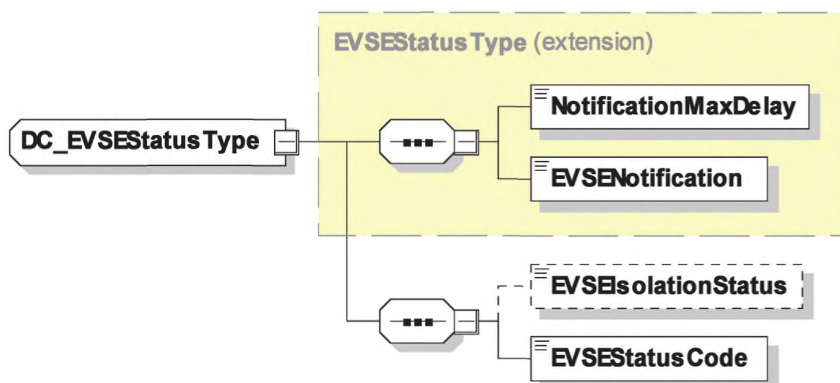 EVSEStatusType (extension)
NotificationMaxDelay
DC_EVSEStatusType
EVSENotification
EVSEIsolationStatus
EVSEStatusCode